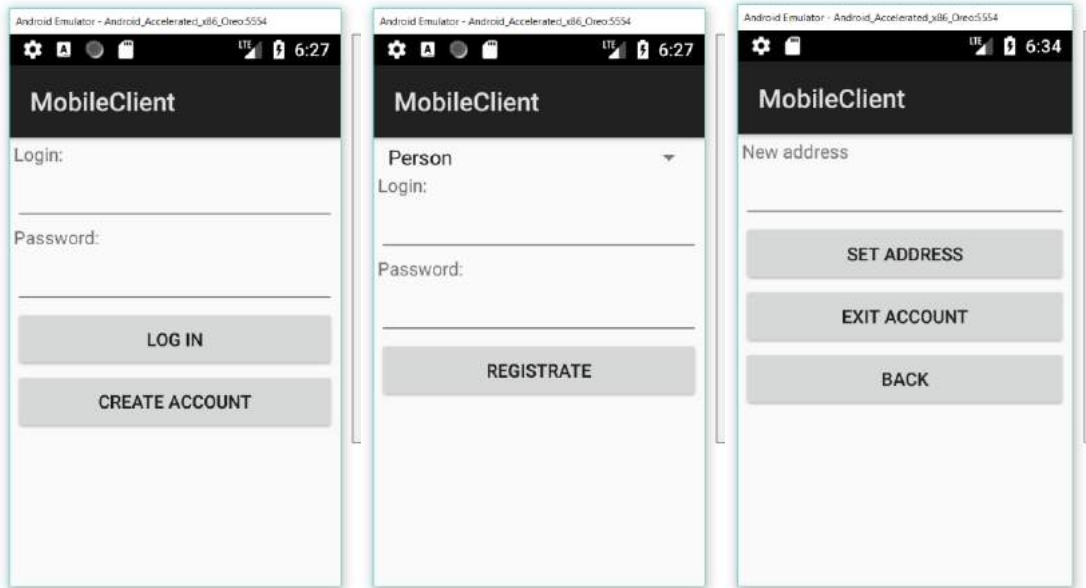 Android Emulator - Android_Accelerated_x86_Oreo:5554
LTE 6:27
MobileClient
Login:
Password:
LOG IN
CREATE ACCOUNT
Android Emulator - Android_Accelerated_x86_Oreo:5554
A LTE 6:27
MobileClient
Person
Login:
Password:
REGISTRATE
Android Emulator - Android_Accelerated_x86_Oreo:5554
LTE 6:34
MobileClient
New address
SET ADDRESS
EXIT ACCOUNT
BACK